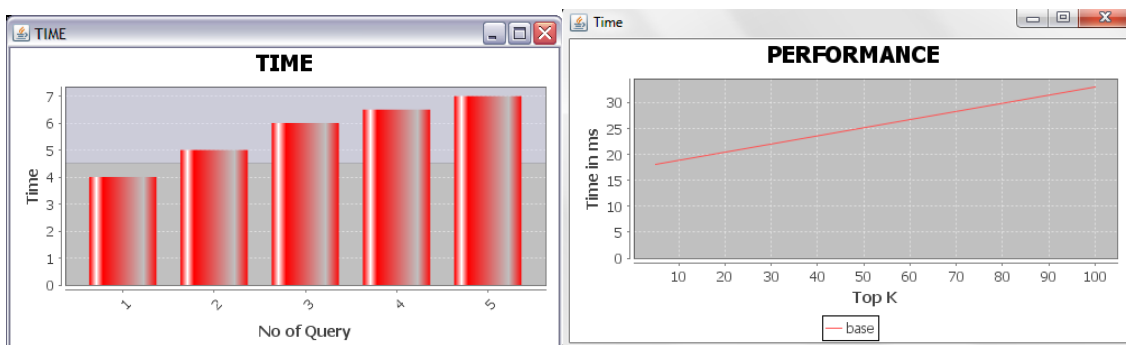 TIME
TIME
7
6
5
4
3
2
1
0
Time
1 2 3 4 5
No of Query
Time
PERFORMANCE
30
25
20
15
10
5
0
Time in ms
10 20 30 40 50 60 70 80 90 100
Top K
base